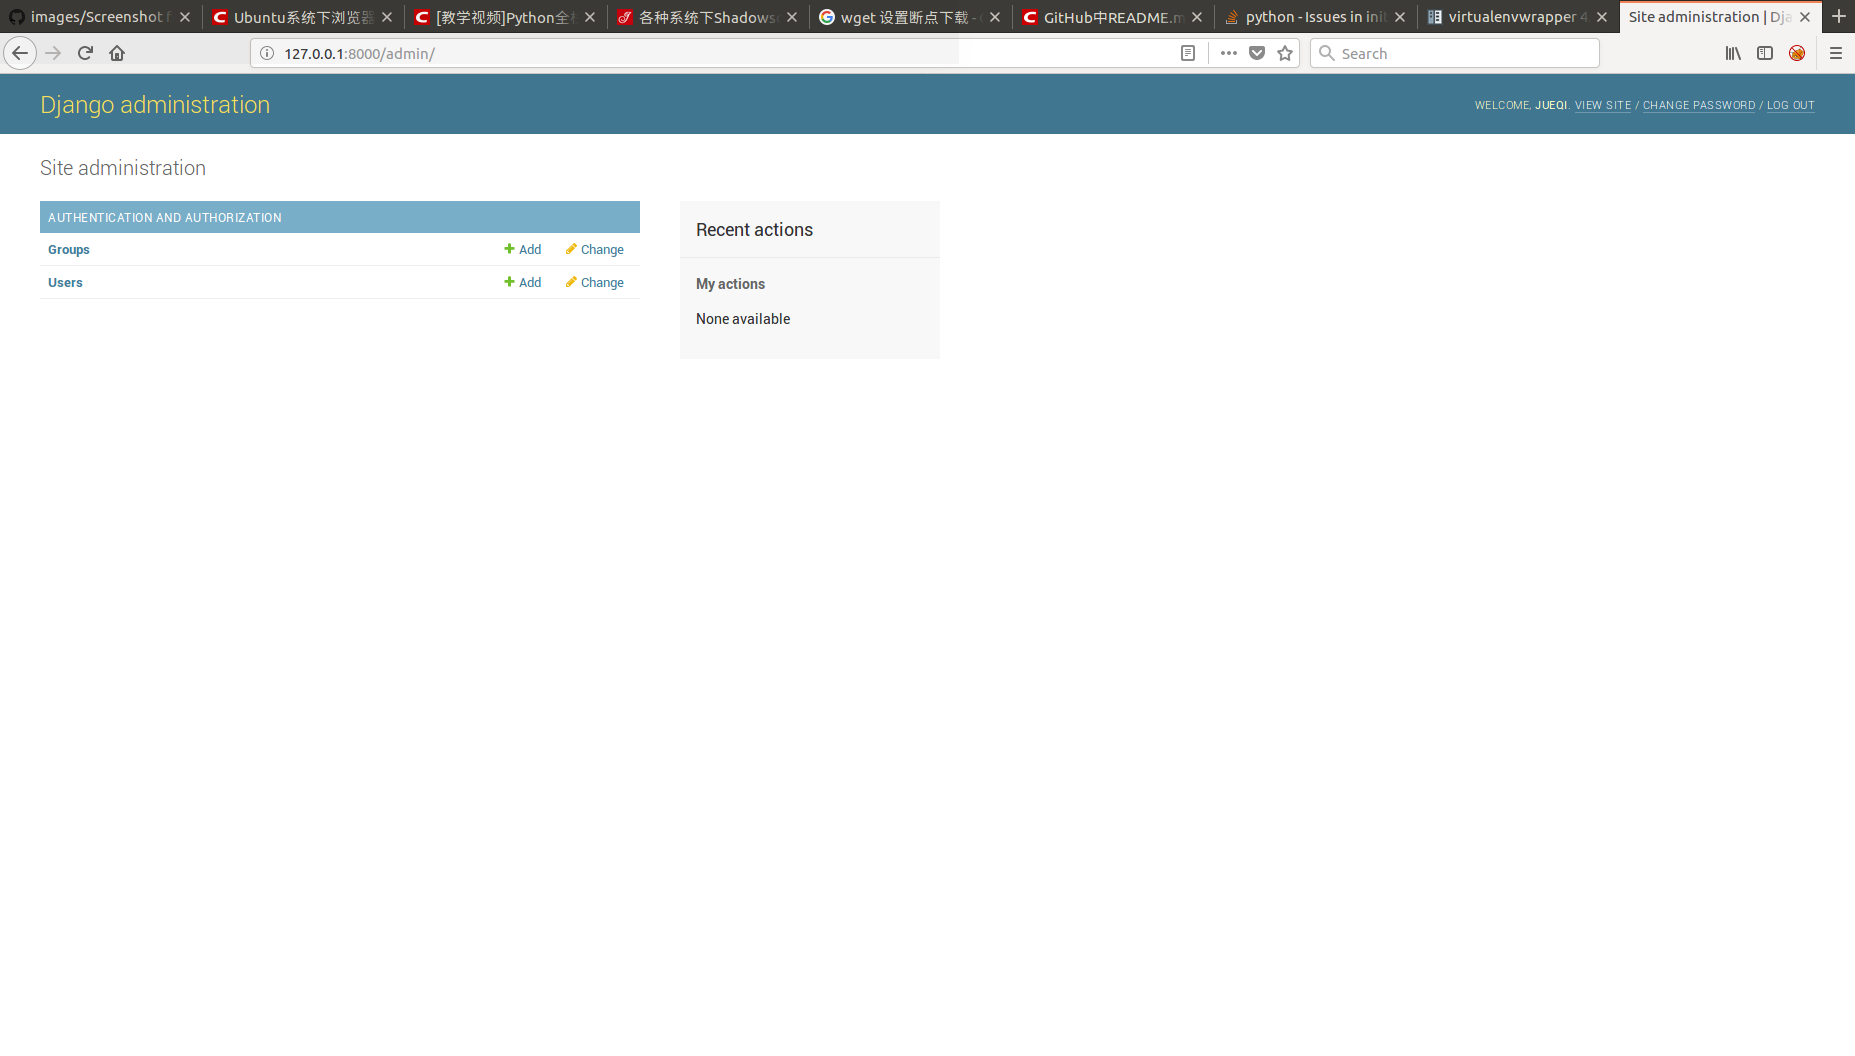 images/Screenshot f
Ubuntu系统下浏览器
[教学视频]Python全
各种系统下Shadows
wget 设置断点下载 -
GitHub中README.m
python - Issues in init
virtualenvwrapper 4
Site administration | Dja
127.0.0.1:8000/admin/
Search
Django administration
WELCOME, JUEQI. VIEW SITE / CHANGE PASSWORD / LOG OUT
Site administration
AUTHENTICATION AND AUTHORIZATION
Groups Add Change
Users Add Change
Recent actions
My actions
None available